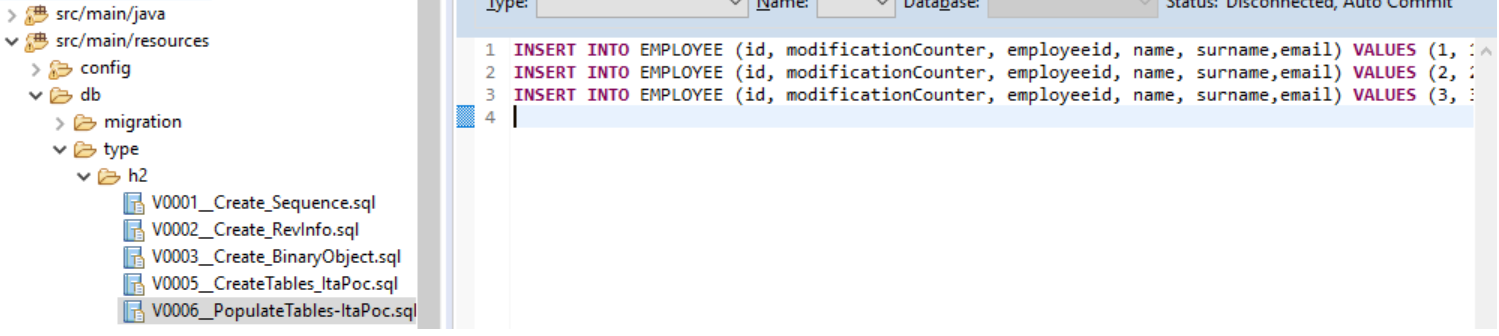 src/main/java
src/main/resources
config
db
migration
type
h2
V0001__Create_Sequence.sql
V0002__Create_RevInfo.sql
V0003__Create_BinaryObject.sql
V0005__CreateTables_ItaPoc.sql
V0006__PopulateTables-ItaPoc.sql
Type: Name: Database: Status: Disconnected, Auto Commit
1 INSERT INTO EMPLOYEE (id, modificationCounter, employeeid, name, surname,email) VALUES (1, 1
2 INSERT INTO EMPLOYEE (id, modificationCounter, employeeid, name, surname,email) VALUES (2, 2
3 INSERT INTO EMPLOYEE (id, modificationCounter, employeeid, name, surname,email) VALUES (3, 3
4